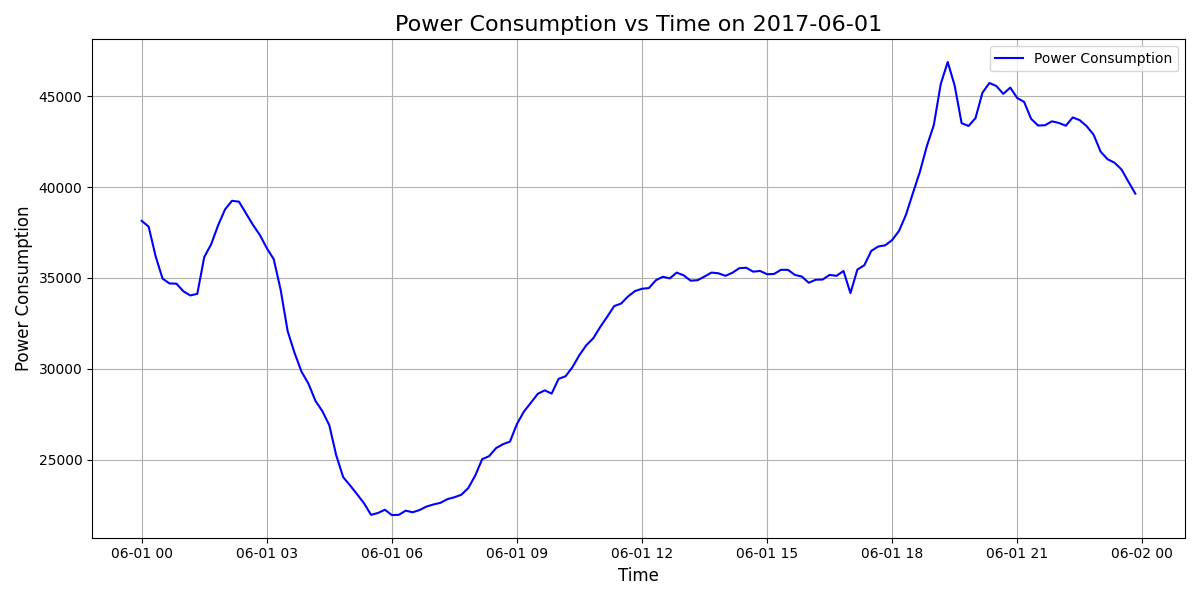 Power Consumption vs Time on 2017-06-01
Power Consumption
45000
40000
35000
30000
25000
Power Consumption
06-01 00 06-01 03 06-01 06 06-01 09 06-01 12 06-01 15 06-01 18 06-01 21 06-02 00
Time